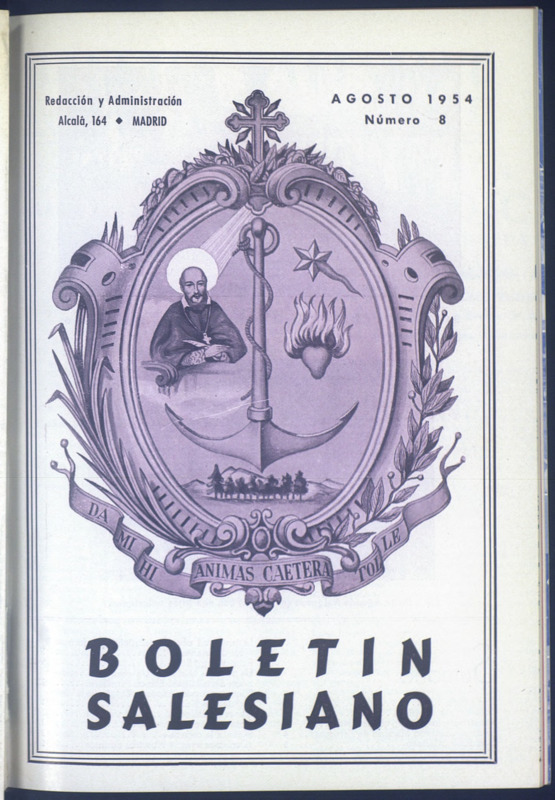 Redacción y Administración
Alcalá, 164 ◆ MADRID
AGOSTO 1954
Número 8
DA MIHI ANIMAS CAETERA TOLLE
BOLETIN
SALESIANO